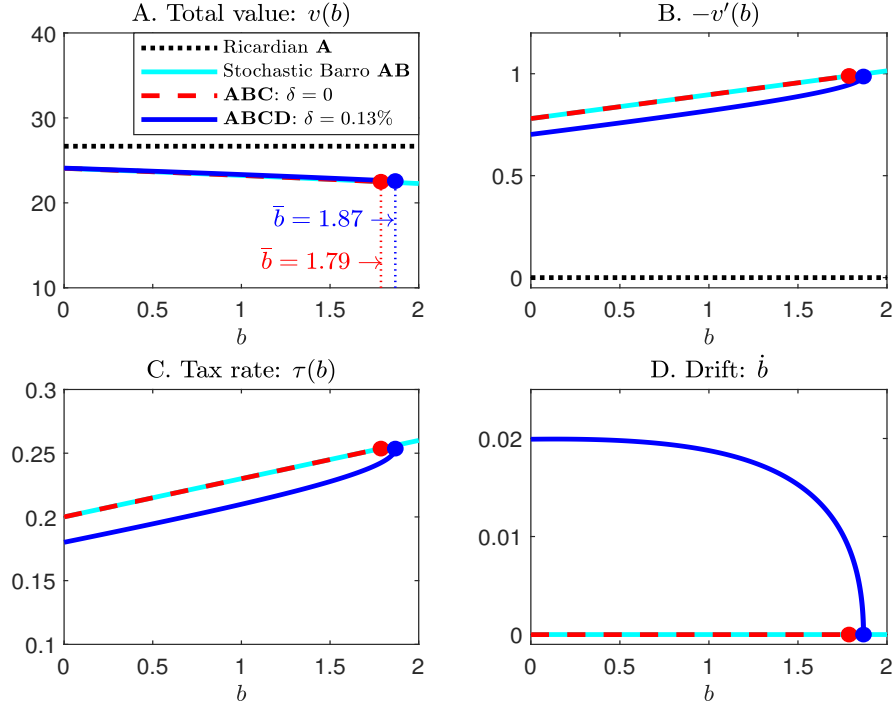 A. Total value: v(b)
40
30
20
10
0
0.5
1
1.5
2
b
Ricardian A
Stochastic Barro AB
ABC: δ = 0
ABCD: δ = 0.13%
b̅ = 1.87 →
b̅ = 1.79 →
B. −v′(b)
1
0.5
0
0
0.5
1
1.5
2
b
C. Tax rate: τ(b)
0.3
0.25
0.2
0.15
0.1
0
0.5
1
1.5
2
b
D. Drift: ḃ
0.02
0.01
0
0
0.5
1
1.5
2
b